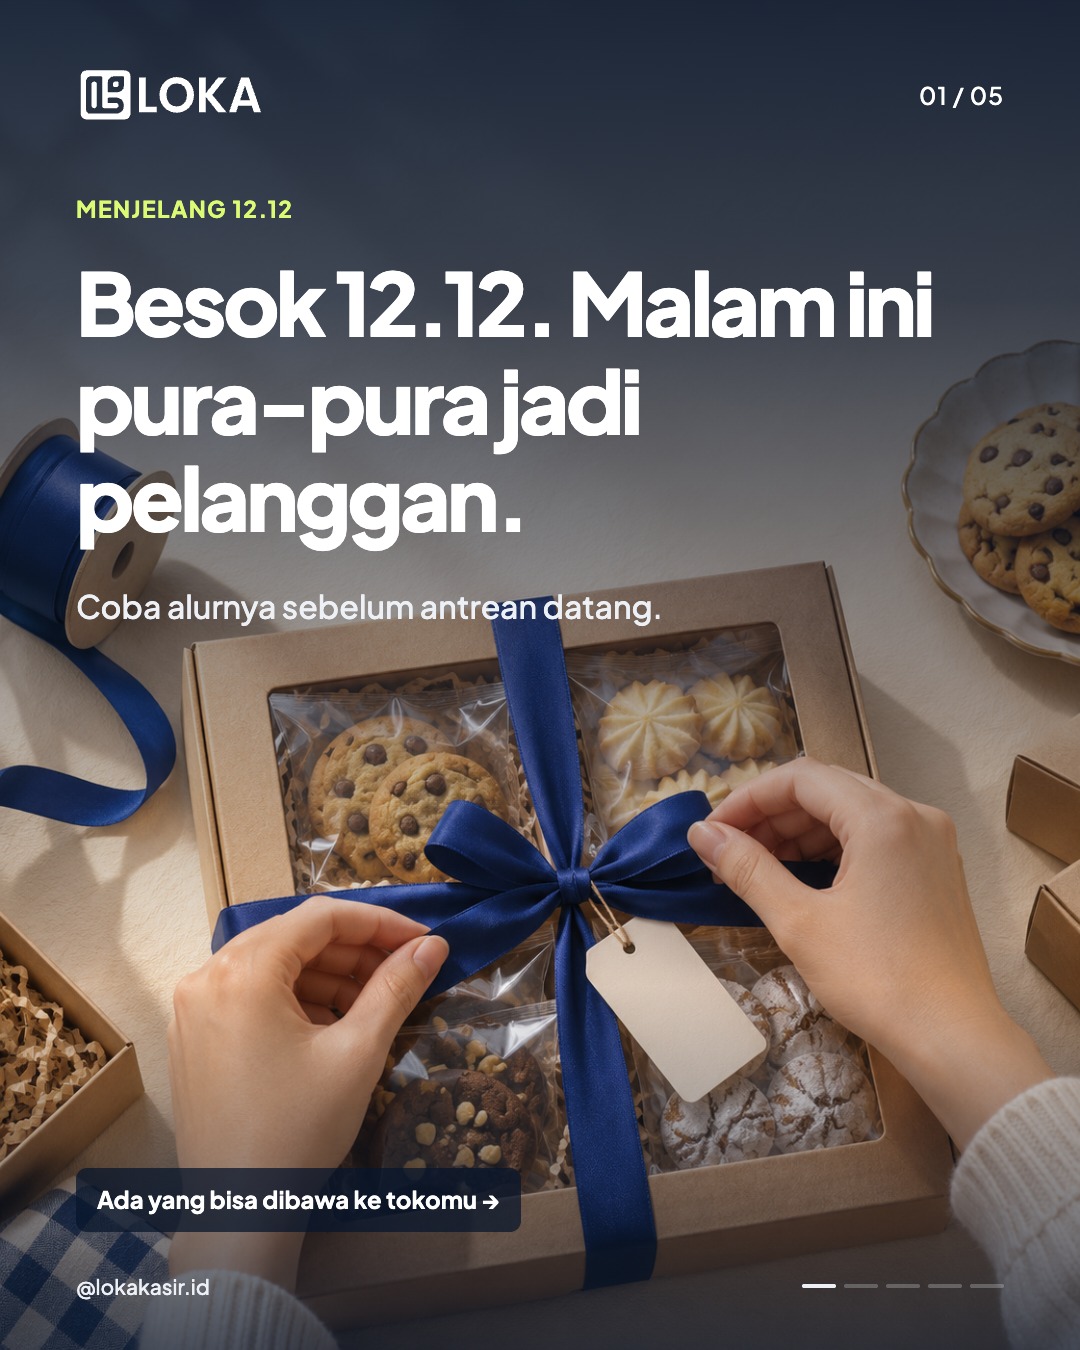 LOKA
01 / 05
MENJELANG 12.12
Besok 12.12. Malam ini
pura-pura jadi
pelanggan.
Coba alurnya sebelum antrean datang.
Ada yang bisa dibawa ke tokomu →
@lokakasir.id